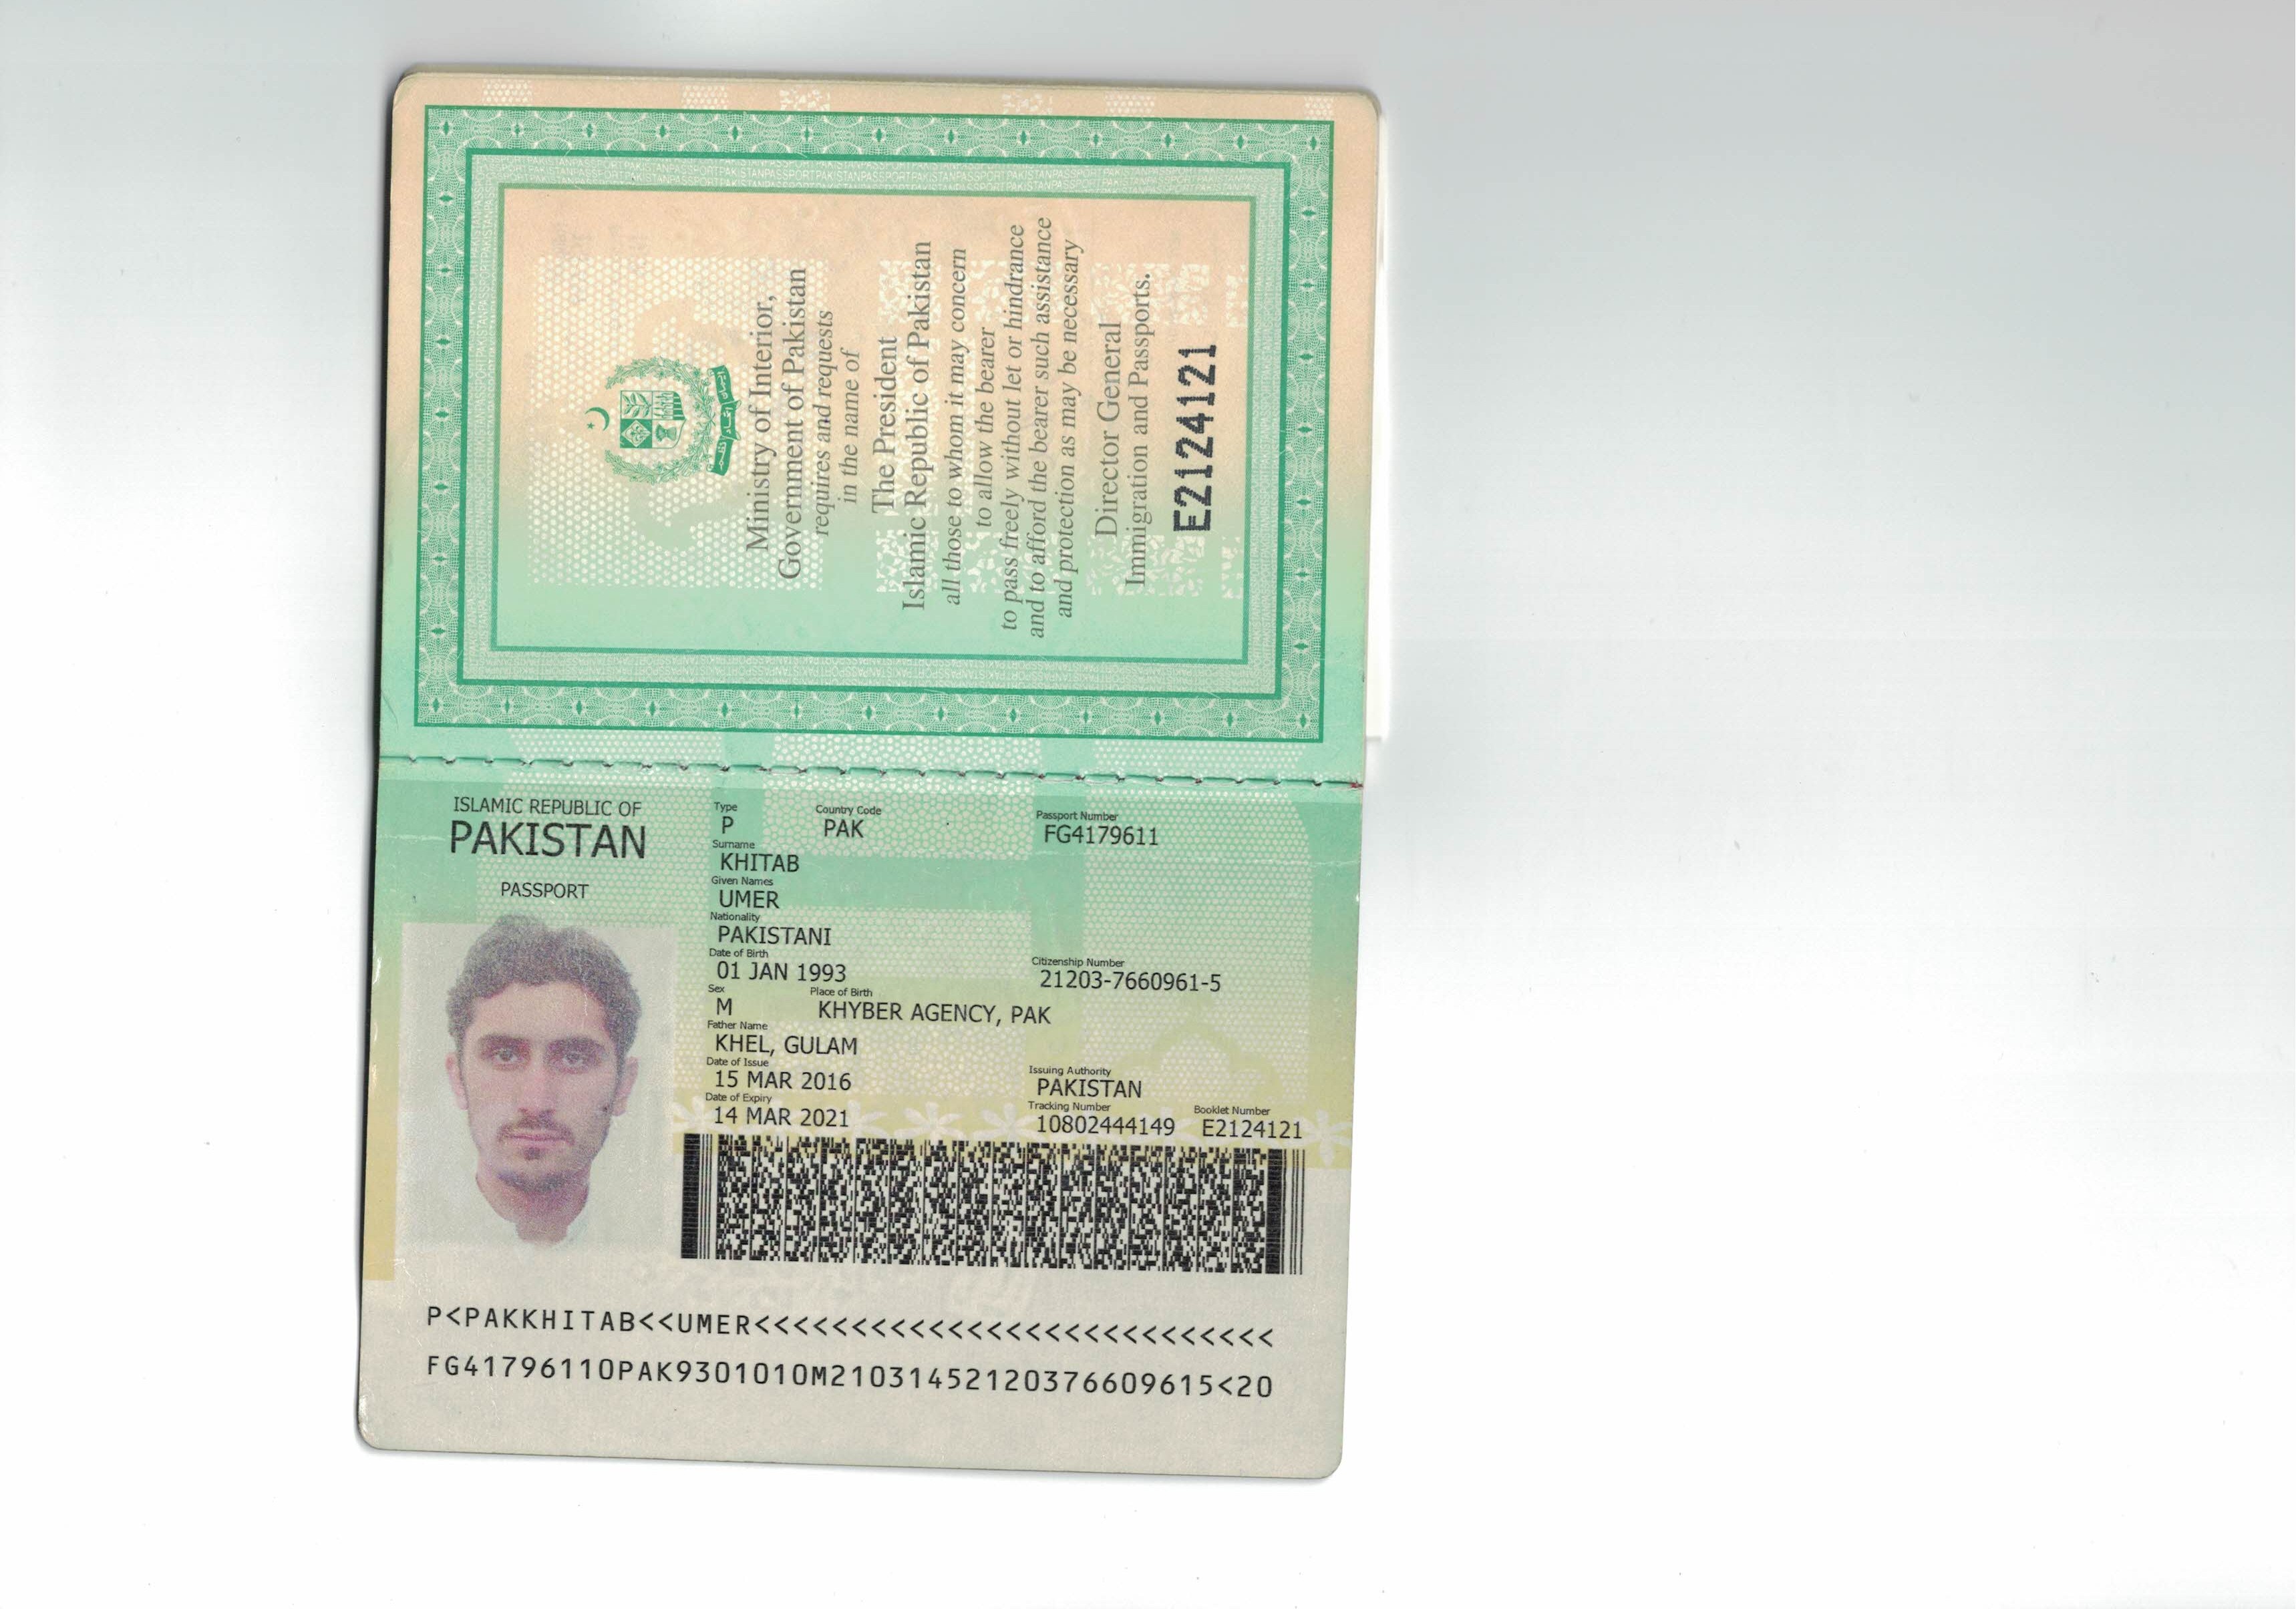 Ministry of Interior,
Government of Pakistan
requires and requests
in the name of
The President
Islamic Republic of Pakistan
all those to whom it may concern
to allow the bearer
to pass freely without let or hindrance
and to afford the bearer such assistance
and protection as may be necessary
Director General
Immigration and Passports.
E2124121
ISLAMIC REPUBLIC OF
PAKISTAN
PASSPORT
Type Country Code Passport Number
P PAK FG4179611
Surname
KHITAB
Given Names
UMER
Nationality
PAKISTANI
Date of Birth Citizenship Number
01 JAN 1993 21203-7660961-5
Sex Place of Birth
M KHYBER AGENCY, PAK
Father Name
KHEL, GULAM
Date of Issue Issuing Authority
15 MAR 2016 PAKISTAN
Date of Expiry Tracking Number Booklet Number
14 MAR 2021 10802444149 E2124121
P<PAKKHITAB<<UMER<<<<<<<<<<<<<<<<<<<<<<<<<<<
FG41796110PAK9301010M21031452120376609615<20